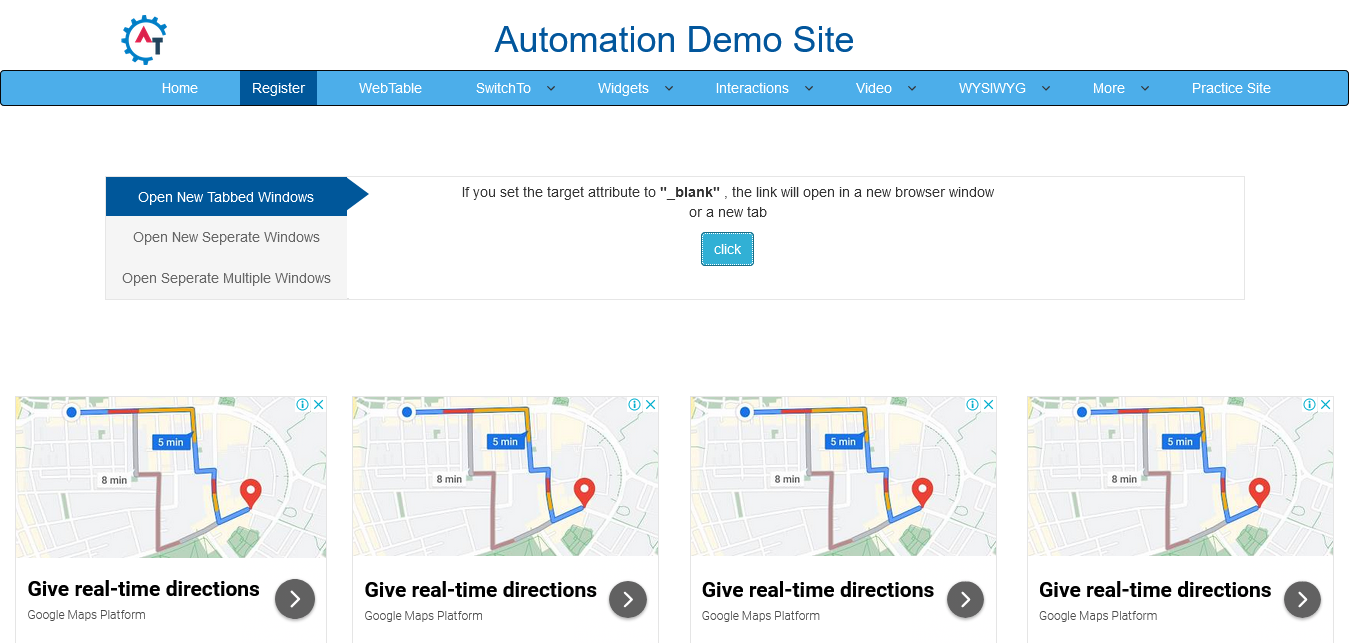 AT
Automation Demo Site
Home Register WebTable SwitchTo Widgets Interactions Video WYSIWYG More Practice Site
Open New Tabbed Windows
Open New Seperate Windows
Open Seperate Multiple Windows
If you set the target attribute to "_blank" , the link will open in a new browser window
or a new tab
click
5 min
8 min
Give real-time directions
Google Maps Platform
5 min
8 min
Give real-time directions
Google Maps Platform
5 min
8 min
Give real-time directions
Google Maps Platform
5 min
8 min
Give real-time directions
Google Maps Platform